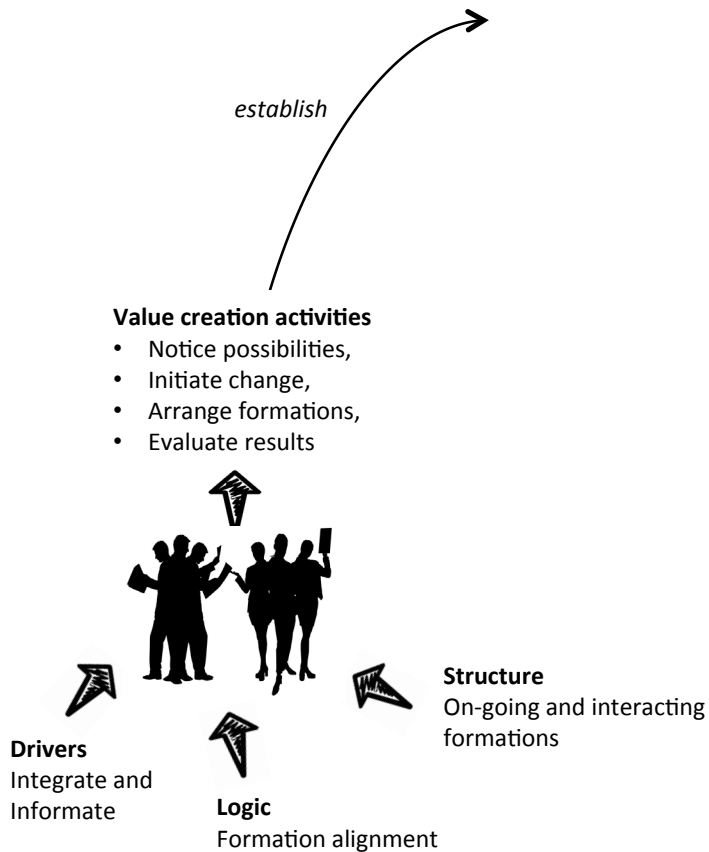 establish
Value creation activities
• Notice possibilities,
• Initiate change,
• Arrange formations,
• Evaluate results
Structure
On-going and interacting
formations
Drivers
Integrate and
Informate
Logic
Formation alignment